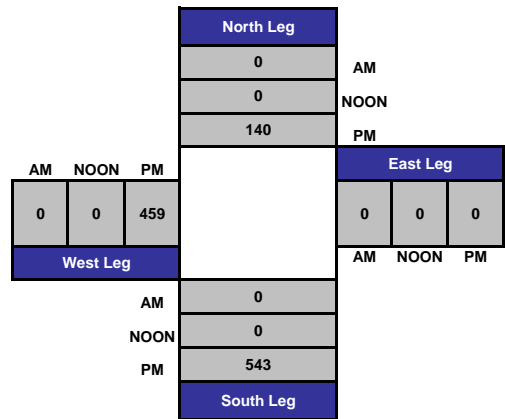 North Leg
0 AM
0 NOON
140 PM
AM NOON PM
East Leg
0 0 459
0 0 0
West Leg
AM NOON PM
AM 0
NOON 0
PM 543
South Leg